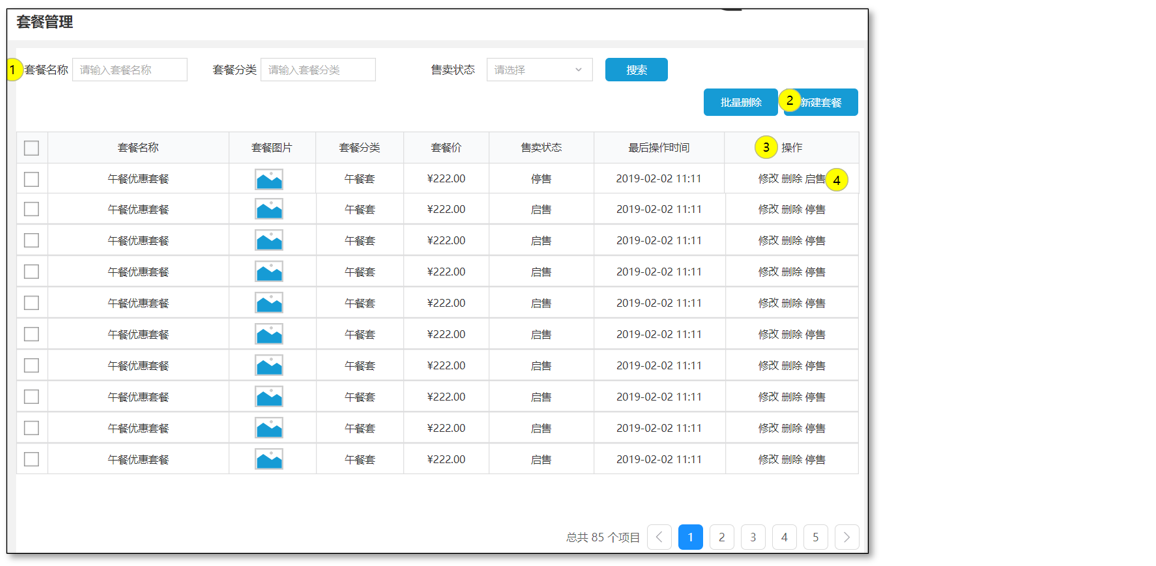 套餐管理
1 套餐名称 请输入套餐名称 套餐分类 请输入套餐分类 售卖状态 请选择 搜索
批量删除 2 新建套餐
套餐名称 套餐图片 套餐分类 套餐价 售卖状态 最后操作时间 3 操作
午餐优惠套餐 午餐套 ¥222.00 停售 2019-02-02 11:11 修改 删除 启售 4
午餐优惠套餐 午餐套 ¥222.00 启售 2019-02-02 11:11 修改 删除 停售
午餐优惠套餐 午餐套 ¥222.00 启售 2019-02-02 11:11 修改 删除 停售
午餐优惠套餐 午餐套 ¥222.00 启售 2019-02-02 11:11 修改 删除 停售
午餐优惠套餐 午餐套 ¥222.00 启售 2019-02-02 11:11 修改 删除 停售
午餐优惠套餐 午餐套 ¥222.00 启售 2019-02-02 11:11 修改 删除 停售
午餐优惠套餐 午餐套 ¥222.00 启售 2019-02-02 11:11 修改 删除 停售
午餐优惠套餐 午餐套 ¥222.00 启售 2019-02-02 11:11 修改 删除 停售
午餐优惠套餐 午餐套 ¥222.00 启售 2019-02-02 11:11 修改 删除 停售
午餐优惠套餐 午餐套 ¥222.00 启售 2019-02-02 11:11 修改 删除 停售
总共 85 个项目 1 2 3 4 5